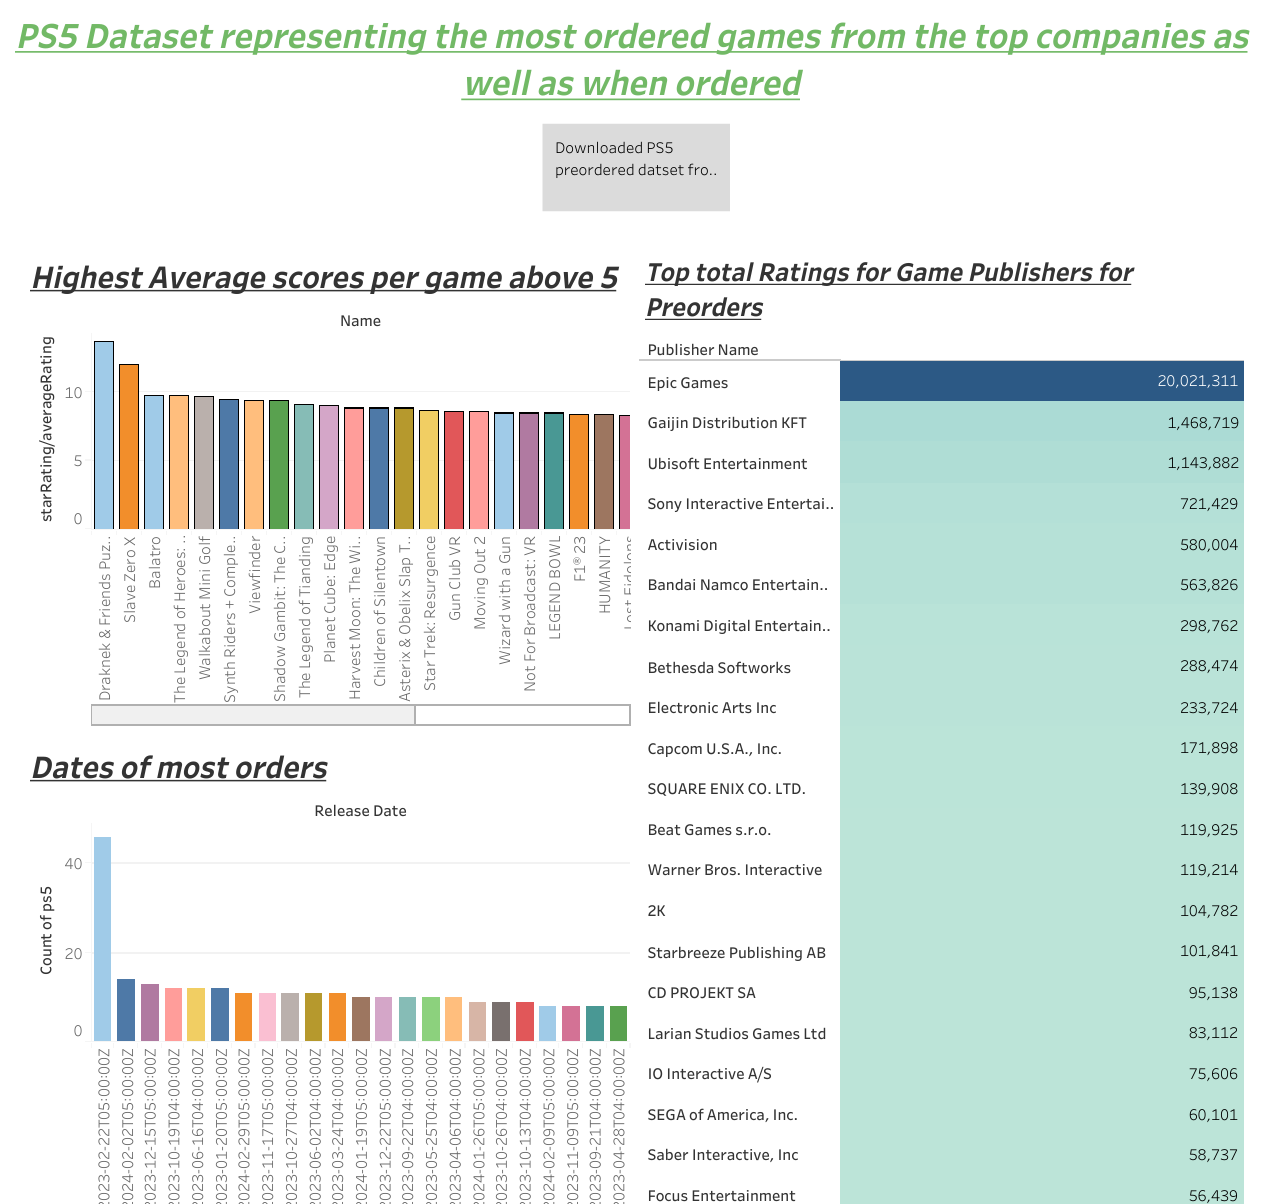 PS5 Dataset representing the most ordered games from the top companies as
well as when ordered
Downloaded PS5
preordered datset fro..
Highest Average scores per game above 5
Name
starRating/averageRating
10
5
0
Draknek & Friends Puz..
Slave Zero X
Balatro
The Legend of Heroes: ..
Walkabout Mini Golf
Synth Riders + Comple..
Viewfinder
Shadow Gambit: The C..
The Legend of Tianding
Planet Cube: Edge
Harvest Moon: The Wi..
Children of Silentown
Asterix & Obelix Slap T..
Star Trek: Resurgence
Gun Club VR
Moving Out 2
Wizard with a Gun
Not For Broadcast: VR
LEGEND BOWL
F1® 23
HUMANITY
Dates of most orders
Release Date
Count of ps5
40
20
0
2023-02-22T05:00:00Z
2024-02-02T05:00:00Z
2023-12-15T05:00:00Z
2023-10-19T04:00:00Z
2023-06-16T04:00:00Z
2023-01-20T05:00:00Z
2024-02-29T05:00:00Z
2023-11-17T05:00:00Z
2023-10-27T04:00:00Z
2023-06-02T04:00:00Z
2023-03-24T04:00:00Z
2024-01-19T05:00:00Z
2023-12-22T05:00:00Z
2023-09-22T04:00:00Z
2023-05-25T04:00:00Z
2023-04-06T04:00:00Z
2024-01-26T05:00:00Z
2023-10-26T04:00:00Z
2023-10-13T04:00:00Z
2024-02-09T05:00:00Z
2023-11-09T05:00:00Z
2023-09-21T04:00:00Z
2023-04-28T04:00:00Z
Top total Ratings for Game Publishers for
Preorders
Publisher Name
Epic Games 20,021,311
Gaijin Distribution KFT 1,468,719
Ubisoft Entertainment 1,143,882
Sony Interactive Entertai.. 721,429
Activision 580,004
Bandai Namco Entertain.. 563,826
Konami Digital Entertain.. 298,762
Bethesda Softworks 288,474
Electronic Arts Inc 233,724
Capcom U.S.A., Inc. 171,898
SQUARE ENIX CO. LTD. 139,908
Beat Games s.r.o. 119,925
Warner Bros. Interactive 119,214
2K 104,782
Starbreeze Publishing AB 101,841
CD PROJEKT SA 95,138
Larian Studios Games Ltd 83,112
IO Interactive A/S 75,606
SEGA of America, Inc. 60,101
Saber Interactive, Inc 58,737
Focus Entertainment 56,439